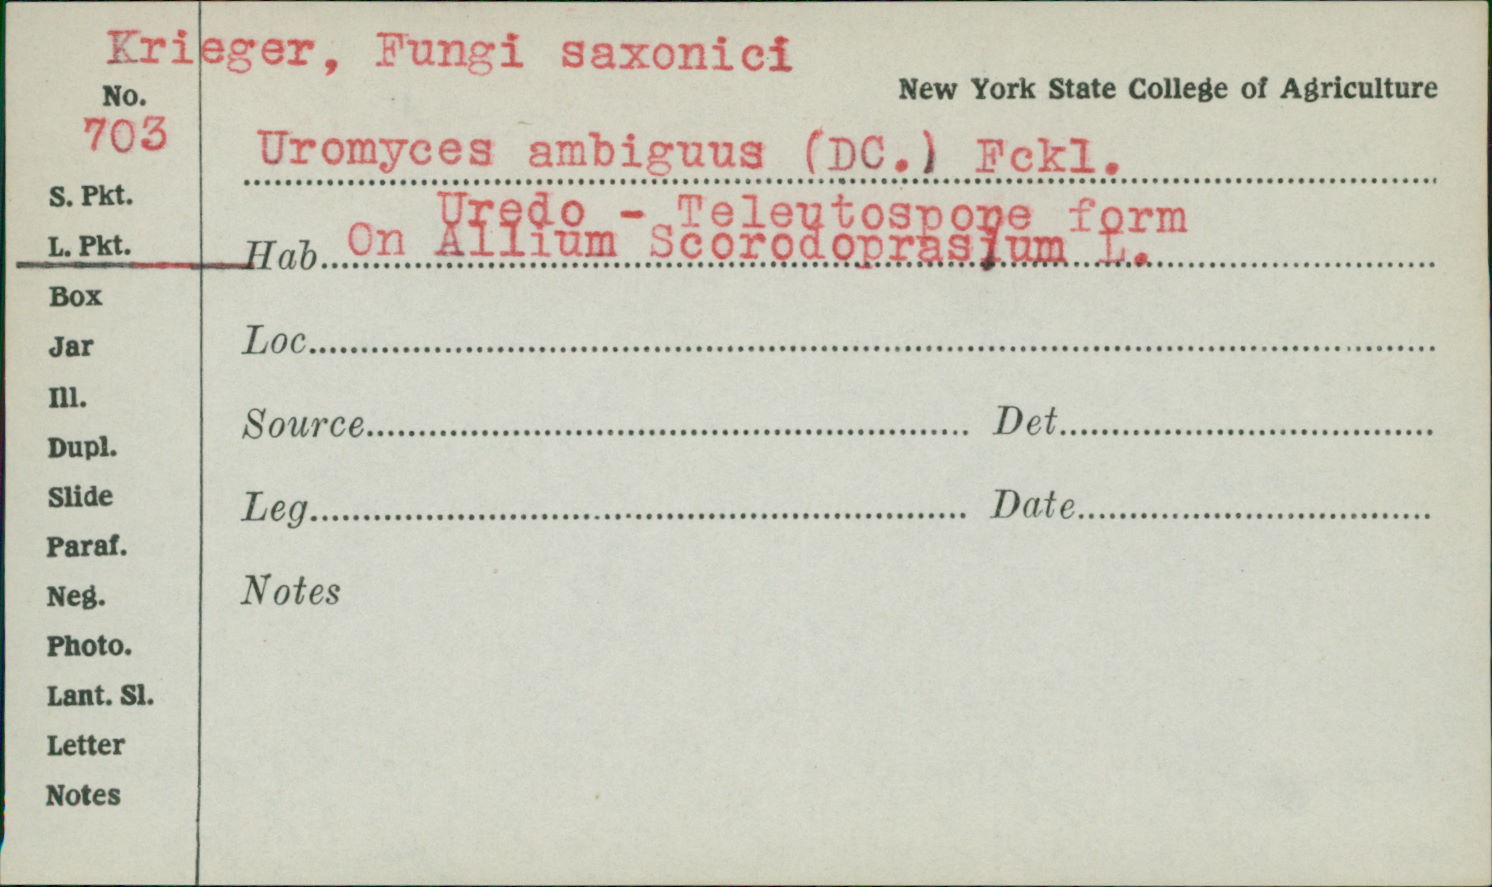 Krieger, Fungi saxonici
New York State College of Agriculture
No.
703
Uromyces ambiguus (DC.) Fckl.
Uredo - Teleutospore form
S. Pkt.
L. Pkt.
Hab. On Allium Scorodoprasum L.
Box
Jar
Loc.
Ill.
Source Det.
Dupl.
Slide
Leg. Date
Paraf.
Neg.
Notes
Photo.
Lant. Sl.
Letter
Notes